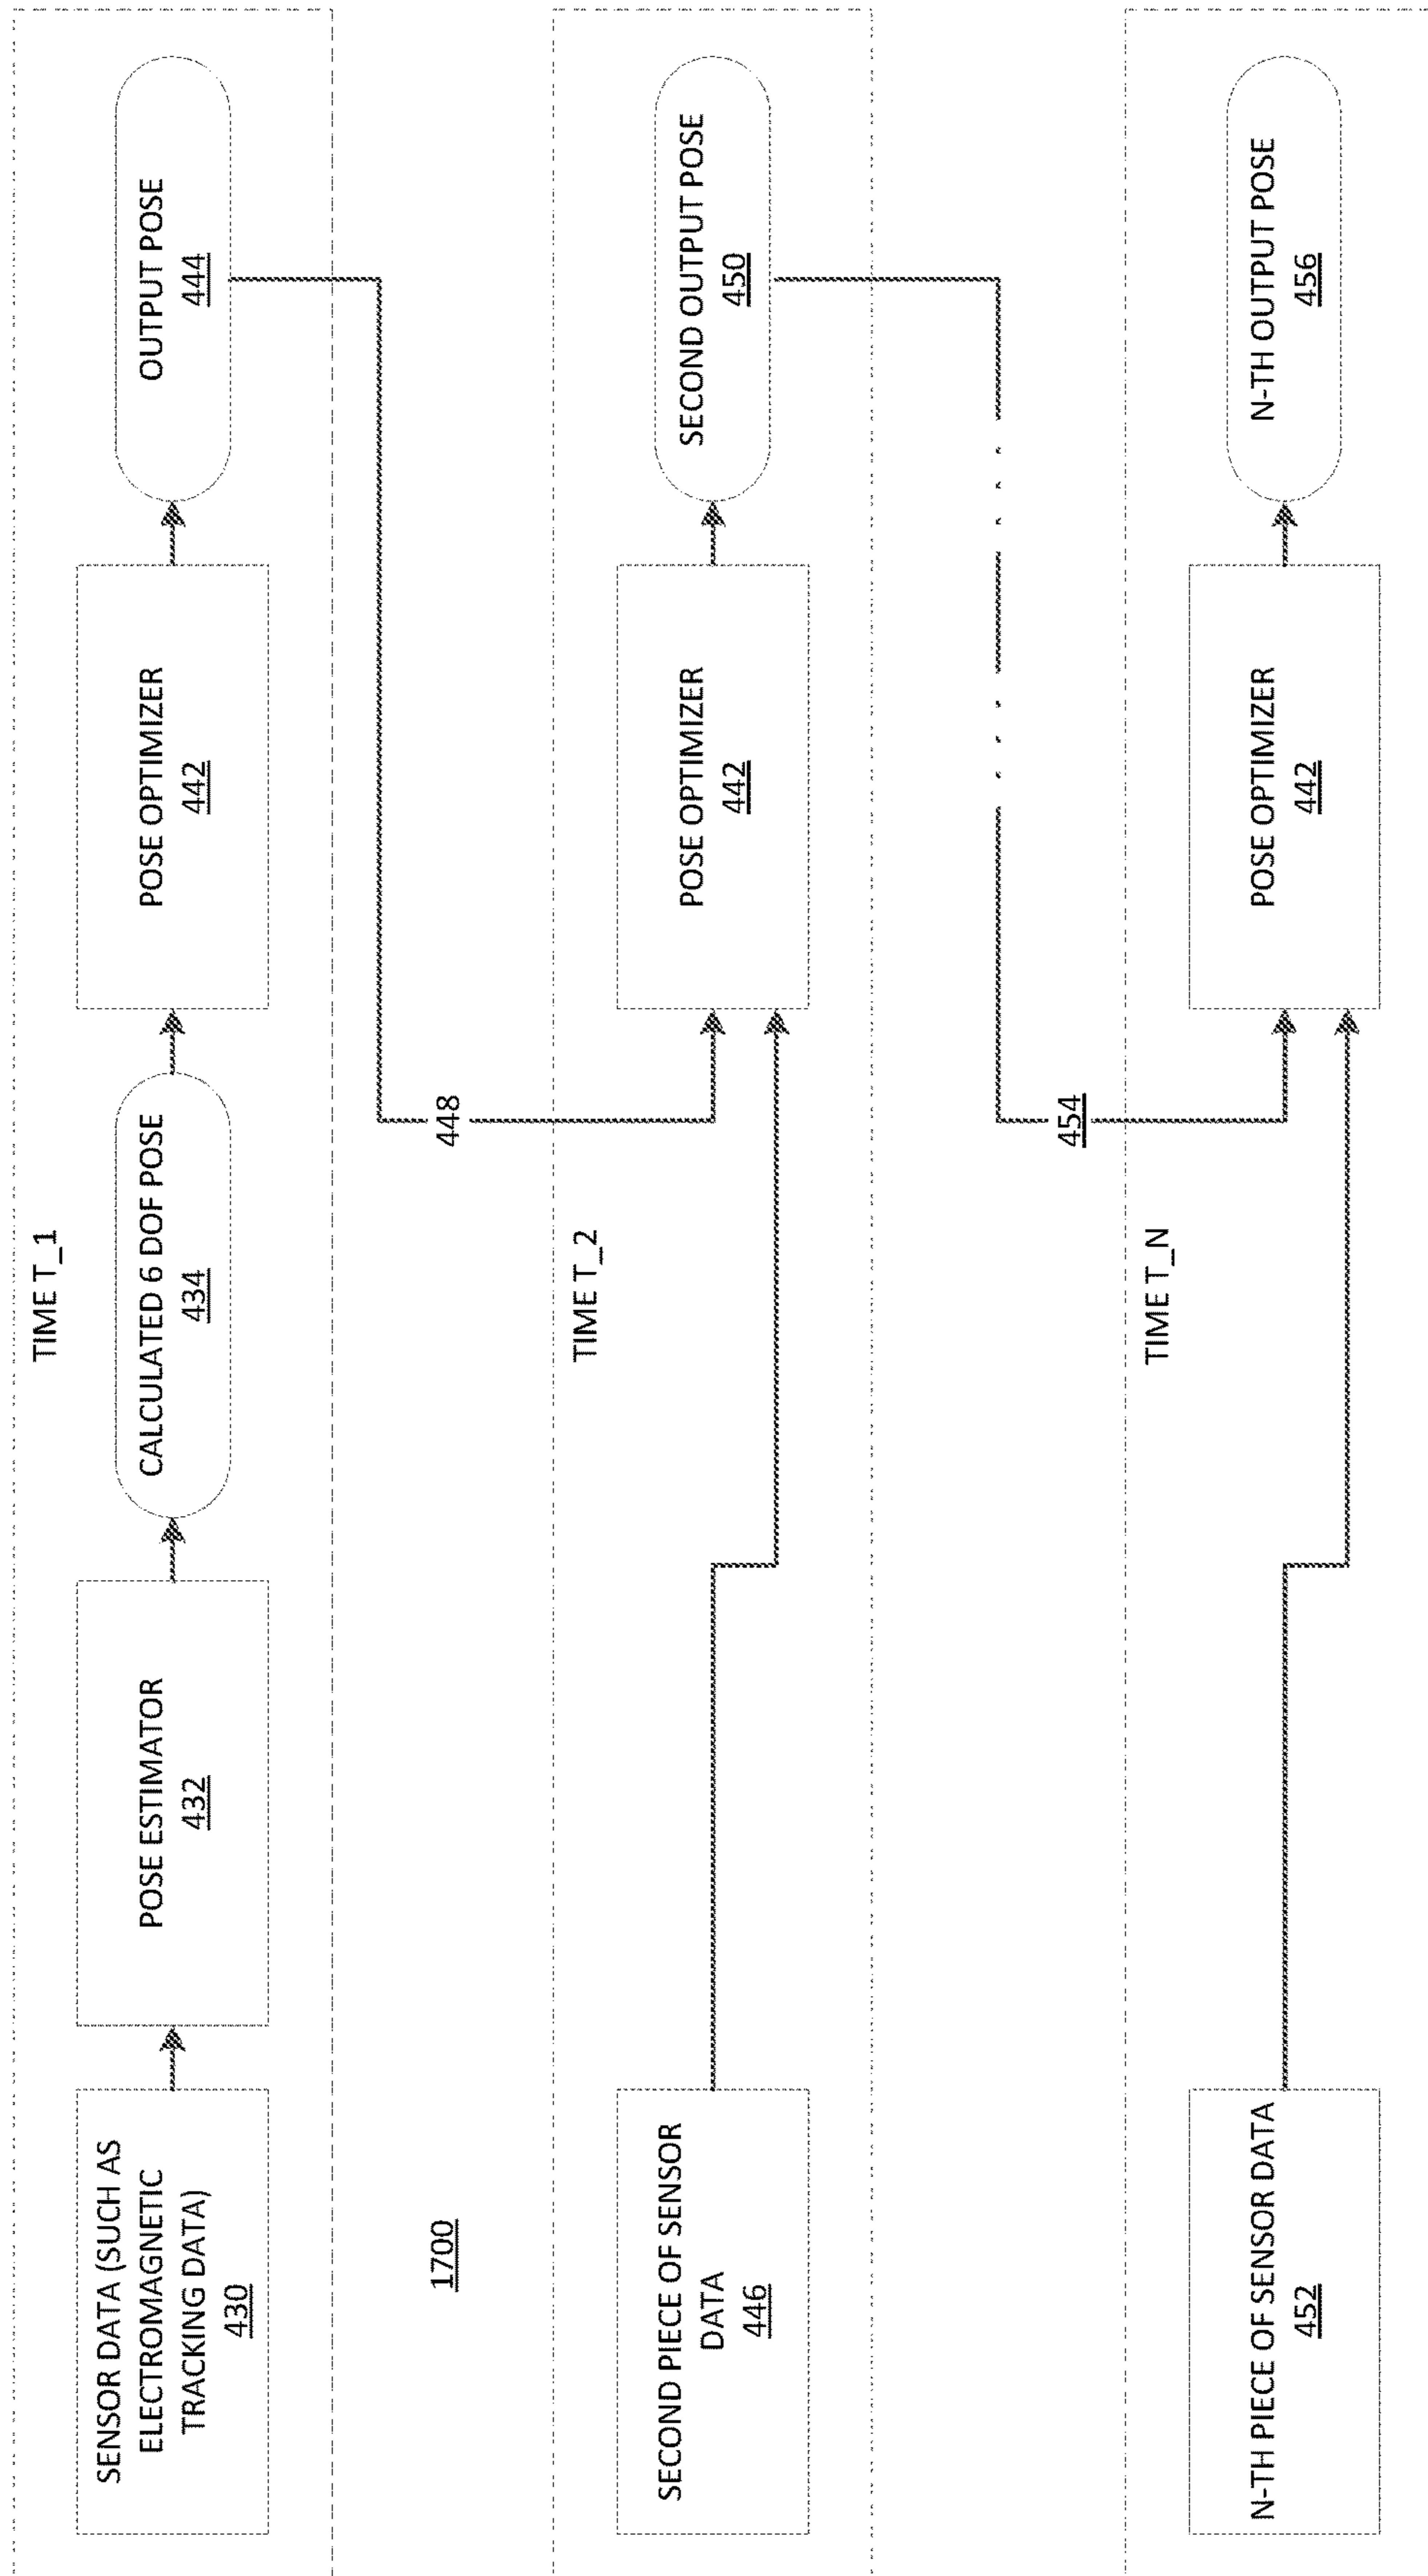 TIME T_1
SENSOR DATA (SUCH AS
ELECTROMAGNETIC
TRACKING DATA)
430
POSE ESTIMATOR
432
CALCULATED 6 DOF POSE
434
POSE OPTIMIZER
442
OUTPUT POSE
444
1700
448
TIME T_2
SECOND PIECE OF SENSOR
DATA
446
POSE OPTIMIZER
442
SECOND OUTPUT POSE
450
454
TIME T_N
N-TH PIECE OF SENSOR DATA
452
POSE OPTIMIZER
442
N-TH OUTPUT POSE
456